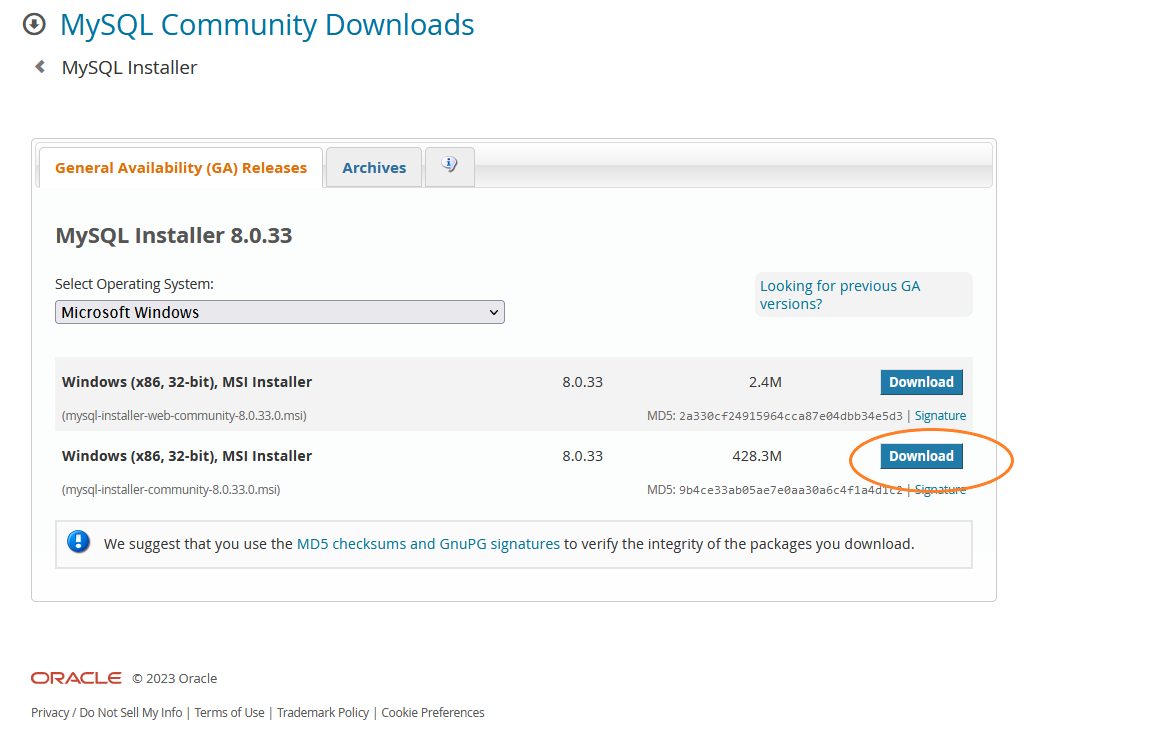 MySQL Community Downloads
MySQL Installer
General Availability (GA) Releases
Archives
MySQL Installer 8.0.33
Select Operating System:
Microsoft Windows
Looking for previous GA
versions?
Windows (x86, 32-bit), MSI Installer 8.0.33 2.4M Download
(mysql-installer-web-community-8.0.33.0.msi) MD5: 2a330cf24915964cca87e04dbb34e5d3 | Signature
Windows (x86, 32-bit), MSI Installer 8.0.33 428.3M Download
(mysql-installer-community-8.0.33.0.msi) MD5: 9b4ce33ab05ae7e0aa30a6c4f1a4d1c2 | Signature
We suggest that you use the MD5 checksums and GnuPG signatures to verify the integrity of the packages you download.
ORACLE © 2023 Oracle
Privacy / Do Not Sell My Info | Terms of Use | Trademark Policy | Cookie Preferences